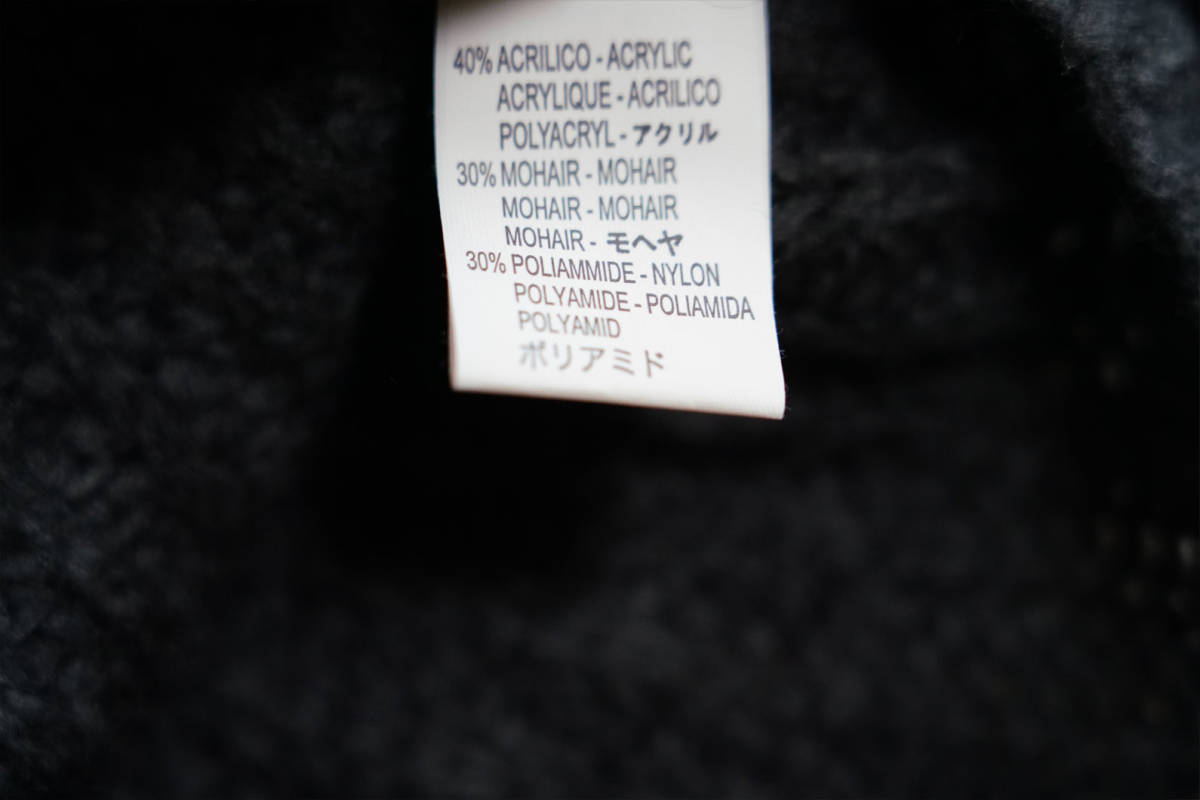 40% ACRILICO - ACRYLIC
ACRYLIQUE - ACRILICO
POLYACRYL - アクリル
30% MOHAIR - MOHAIR
MOHAIR - MOHAIR
MOHAIR - モヘヤ
30% POLIAMMIDE - NYLON
POLYAMIDE - POLIAMIDA
POLYAMID
ポリアミド